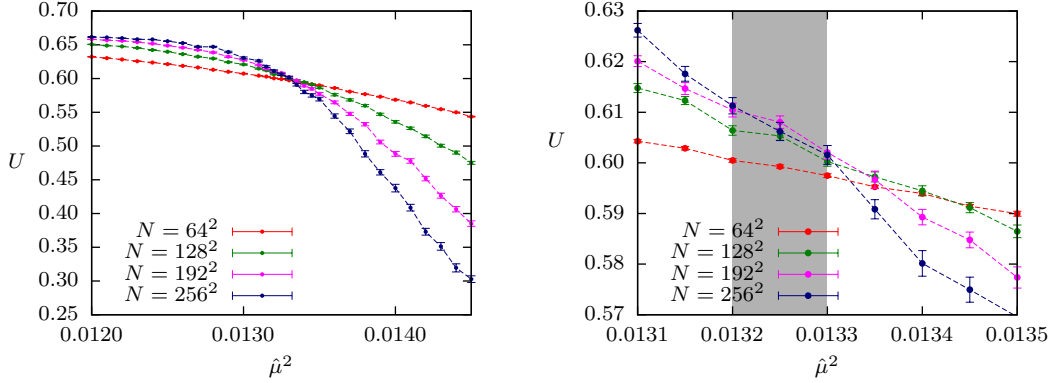 0.70
0.65
0.60
0.55
0.50
0.45
0.40
0.35
0.30
0.25
U
0.0120
0.0130
0.0140
μ̂²
N = 64²
N = 128²
N = 192²
N = 256²
0.63
0.62
0.61
0.60
0.59
0.58
0.57
U
0.0131
0.0132
0.0133
0.0134
0.0135
μ̂²
N = 64²
N = 128²
N = 192²
N = 256²